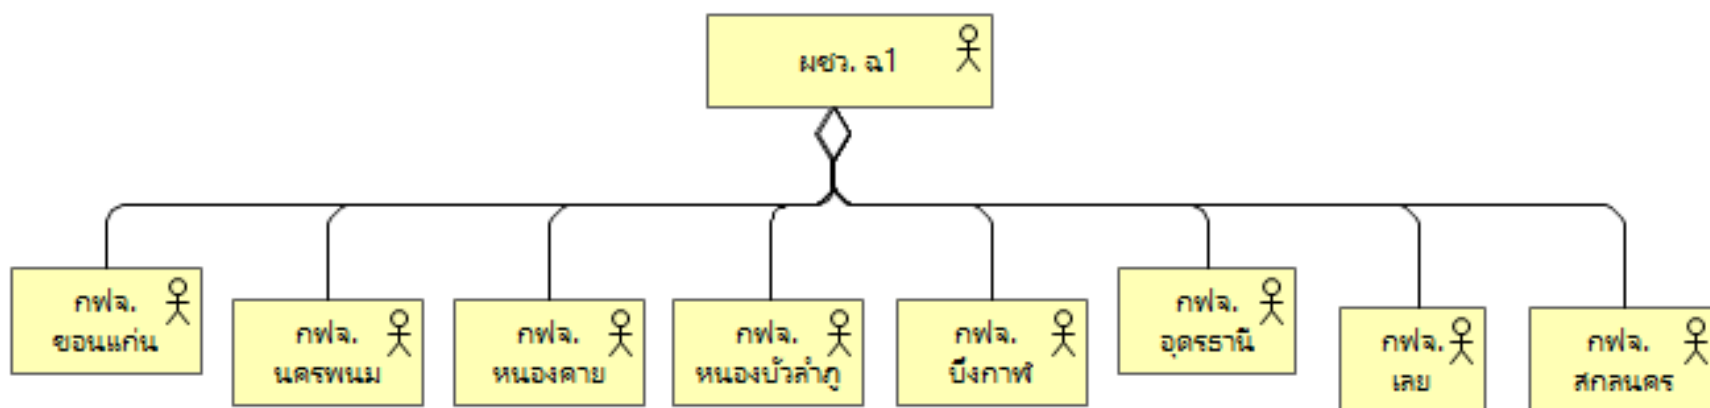 ผชว. ฉ1
กฟจ.
ขอนแก่น
กฟจ.
นครพนม
กฟจ.
หนองคาย
กฟจ.
หนองบัวลำภู
กฟจ.
บึงกาฬ
กฟจ.
อุดรธานี
กฟจ.
เลย
กฟจ.
สกลนคร